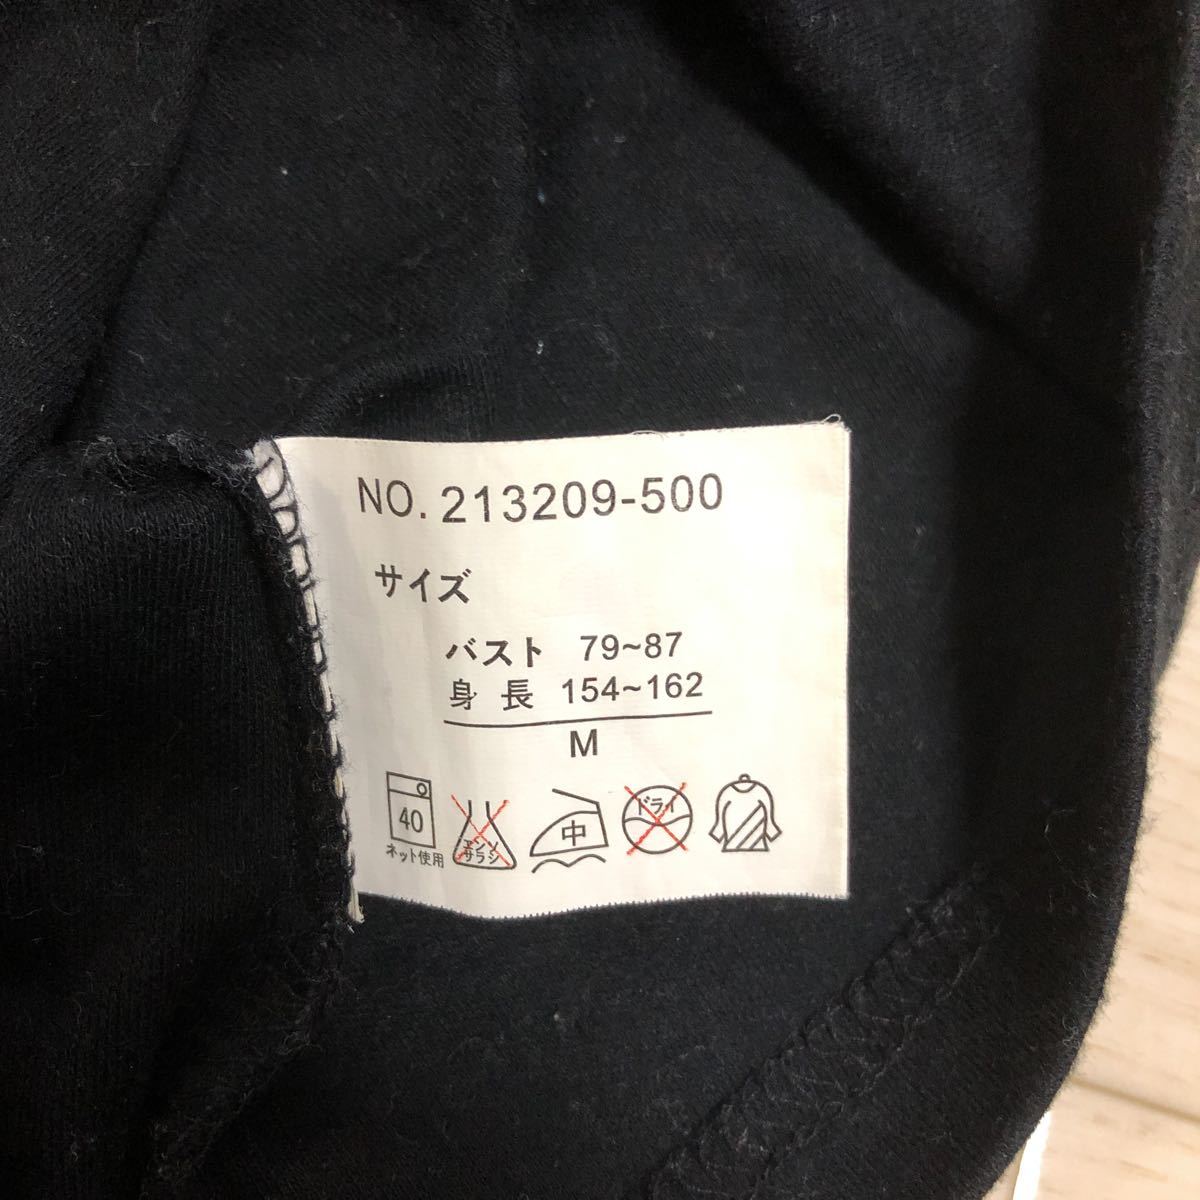 NO. 213209-500
サイズ
バスト 79~87
身長 154~162
M
40
ネット使用
エンソ
サラシ
中
ドライ